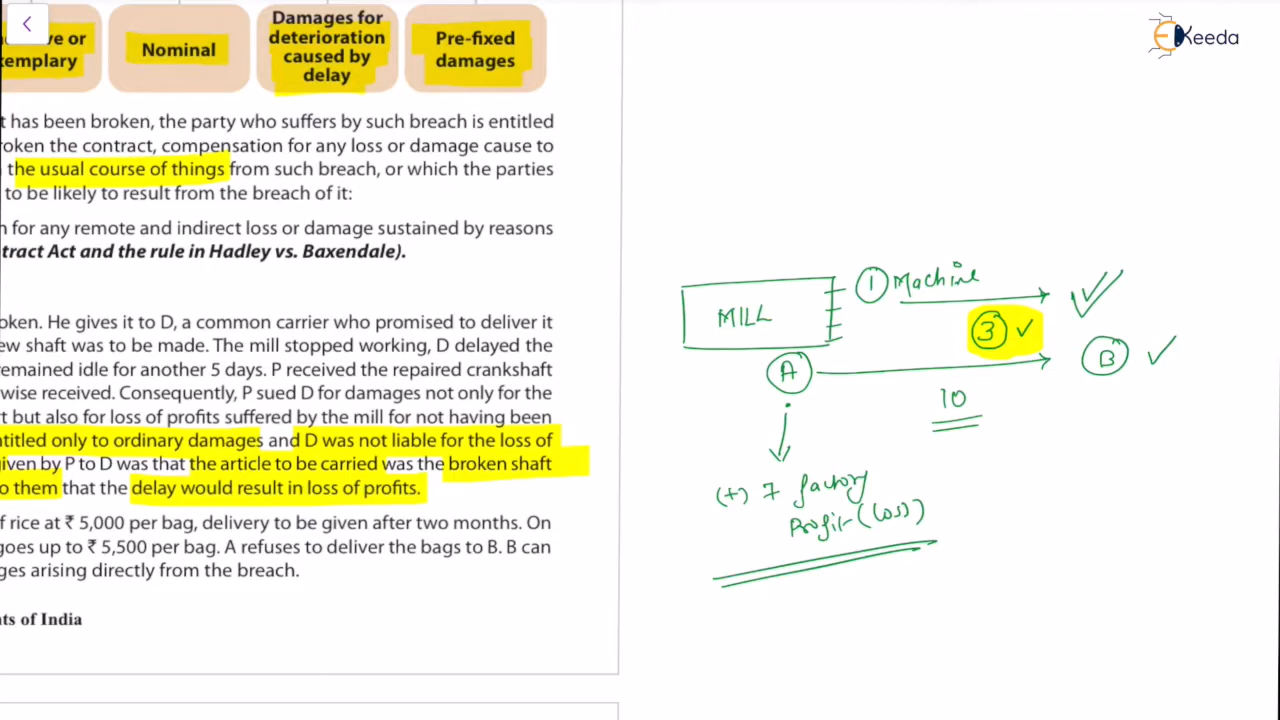 ve or
emplary
Nominal
Damages for
deterioration
caused by
delay
Pre-fixed
damages
Keeda
t has been broken, the party who suffers by such breach is entitled
oken the contract, compensation for any loss or damage cause to
the usual course of things from such breach, or which the parties
to be likely to result from the breach of it:
n for any remote and indirect loss or damage sustained by reasons
tract Act and the rule in Hadley vs. Baxendale).
oken. He gives it to D, a common carrier who promised to deliver it
ew shaft was to be made. The mill stopped working, D delayed the
remained idle for another 5 days. P received the repaired crankshaft
wise received. Consequently, P sued D for damages not only for the
t but also for loss of profits suffered by the mill for not having been
ntitled only to ordinary damages and D was not liable for the loss of
given by P to D was that the article to be carried was the broken shaft
o them that the delay would result in loss of profits.
f rice at ₹ 5,000 per bag, delivery to be given after two months. On
goes up to ₹ 5,500 per bag. A refuses to deliver the bags to B. B can
ges arising directly from the breach.
nts of India
MILL
1 Machine
3 ✓
A
B ✓
10
(+) 7 factory
Profit (loss)